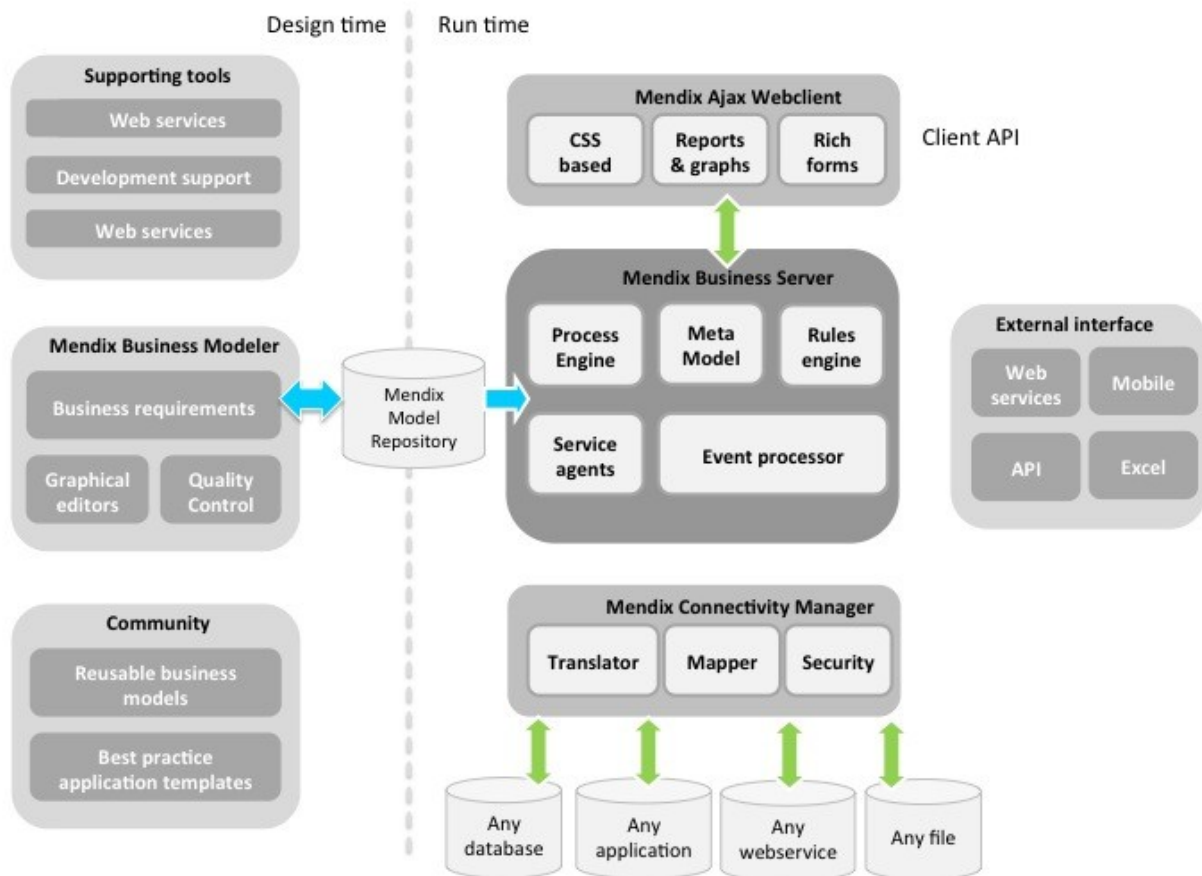 Design time
Run time
Supporting tools
Web services
Development support
Web services
Mendix Ajax Webclient
CSS
based
Reports
& graphs
Rich
forms
Client API
Mendix Business Modeler
Business requirements
Graphical
editors
Quality
Control
Mendix
Model
Repository
Mendix Business Server
Process
Engine
Meta
Model
Rules
engine
Service
agents
Event processor
External interface
Web
services
Mobile
API
Excel
Community
Reusable business
models
Best practice
application templates
Mendix Connectivity Manager
Translator
Mapper
Security
Any
database
Any
application
Any
webservice
Any file